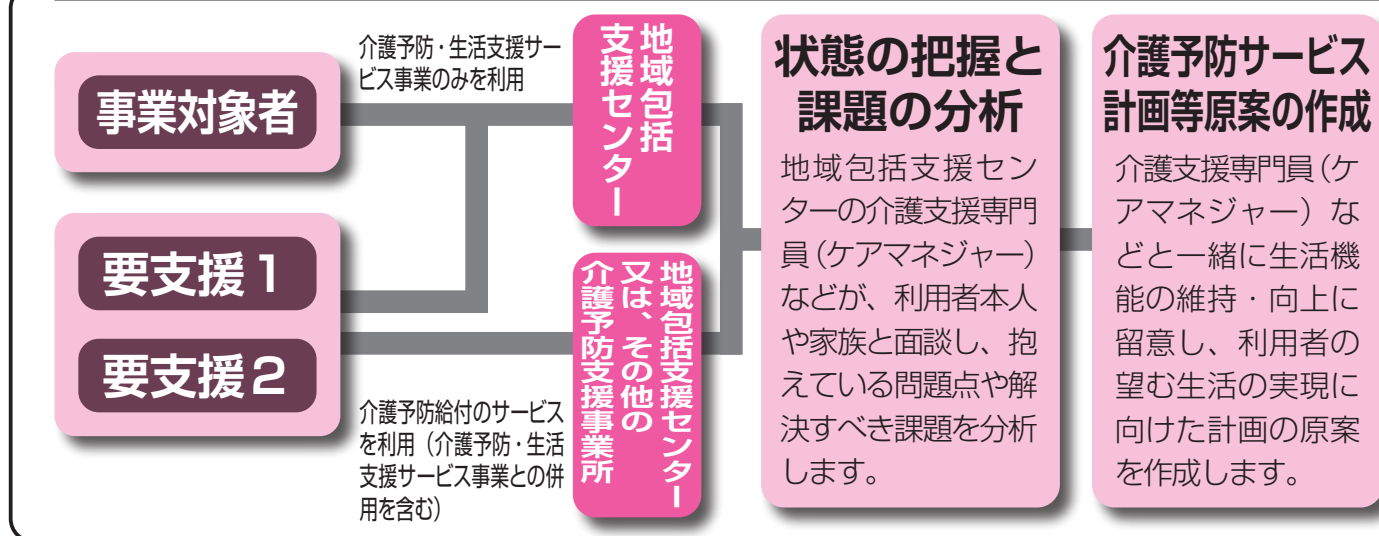 事業対象者
要支援1
要支援2
介護予防・生活支援サー
ビス事業のみを利用
介護予防給付のサービス
を利用（介護予防・生活
支援サービス事業との併
用を含む）
地域包括
支援センター
地域包括支援センター
又は、その他の
介護予防支援事業所
状態の把握と
課題の分析
地域包括支援セン
ターの介護支援専門
員（ケアマネジャー）
などが、利用者本人
や家族と面談し、抱
えている問題点や解
決すべき課題を分析
します。
介護予防サービス
計画等原案の作成
介護支援専門員（ケ
アマネジャー）な
どと一緒に生活機
能の維持・向上に
留意し、利用者の
望む生活の実現に
向けた計画の原案
を作成します。